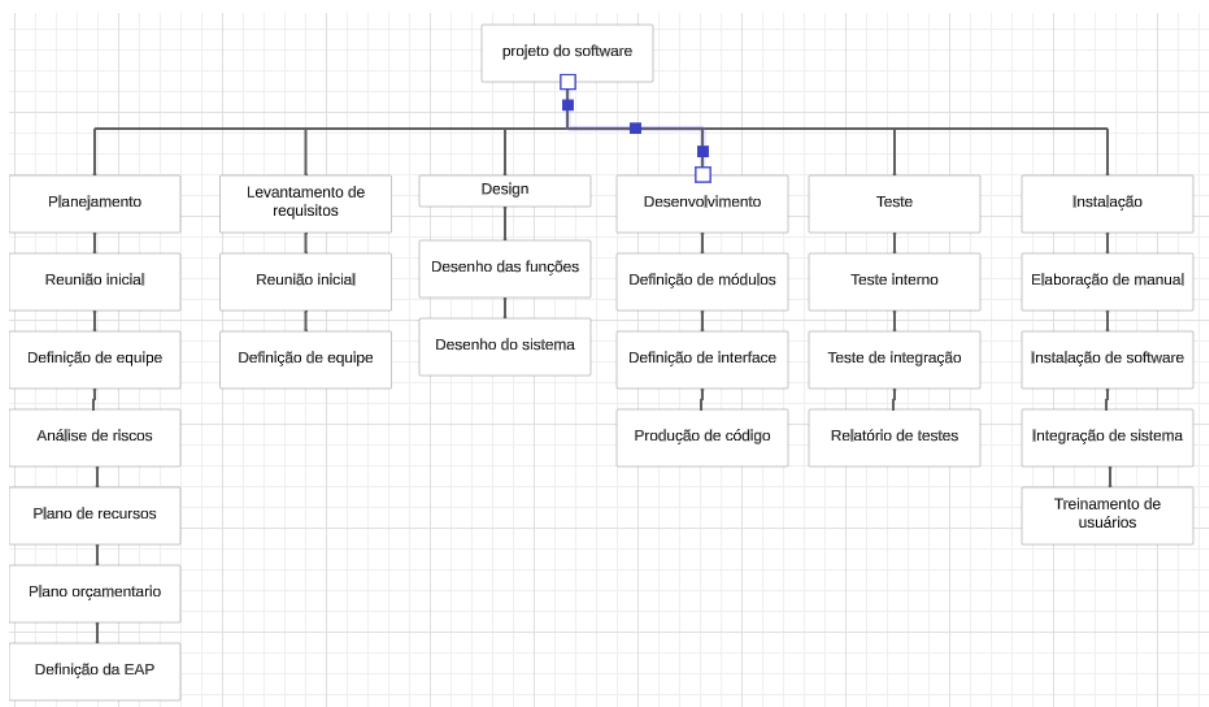 projeto do software
Planejamento
Levantamento de
requisitos
Design
Desenvolvimento
Teste
Instalação
Reunião inicial
Reunião inicial
Desenho das funções
Definição de módulos
Teste interno
Elaboração de manual
Definição de equipe
Definição de equipe
Desenho do sistema
Definição de interface
Teste de integração
Instalação de software
Análise de riscos
Produção de código
Relatório de testes
Integração de sistema
Plano de recursos
Treinamento de
usuários
Plano orçamentario
Definição da EAP